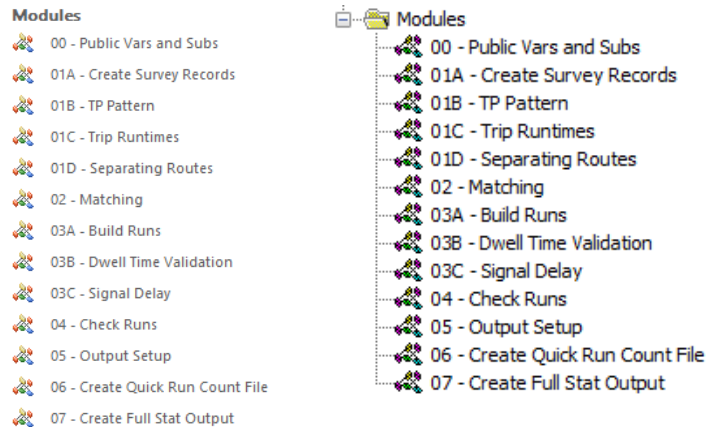 Modules
00 - Public Vars and Subs
01A - Create Survey Records
01B - TP Pattern
01C - Trip Runtimes
01D - Separating Routes
02 - Matching
03A - Build Runs
03B - Dwell Time Validation
03C - Signal Delay
04 - Check Runs
05 - Output Setup
06 - Create Quick Run Count File
07 - Create Full Stat Output
Modules
00 - Public Vars and Subs
01A - Create Survey Records
01B - TP Pattern
01C - Trip Runtimes
01D - Separating Routes
02 - Matching
03A - Build Runs
03B - Dwell Time Validation
03C - Signal Delay
04 - Check Runs
05 - Output Setup
06 - Create Quick Run Count File
07 - Create Full Stat Output